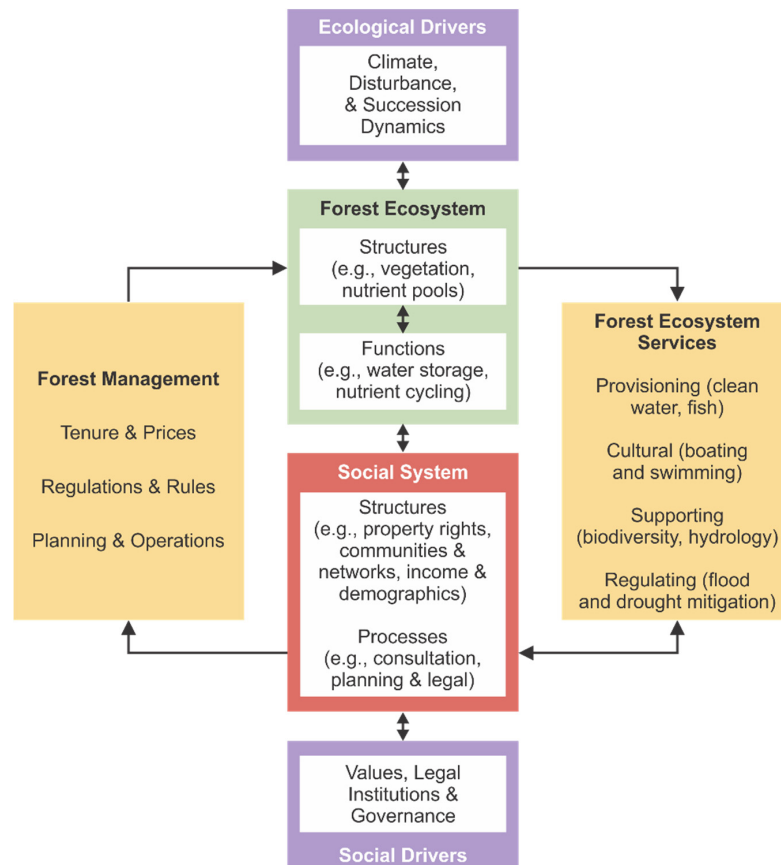 Ecological Drivers
Climate,
Disturbance,
& Succession
Dynamics
Forest Ecosystem
Structures
(e.g., vegetation,
nutrient pools)
Functions
(e.g., water storage,
nutrient cycling)
Forest Management
Tenure & Prices
Regulations & Rules
Planning & Operations
Forest Ecosystem
Services
Provisioning (clean
water, fish)
Cultural (boating
and swimming)
Supporting
(biodiversity, hydrology)
Regulating (flood
and drought mitigation)
Social System
Structures
(e.g., property rights,
communities &
networks, income &
demographics)
Processes
(e.g., consultation,
planning & legal)
Values, Legal
Institutions &
Governance
Social Drivers